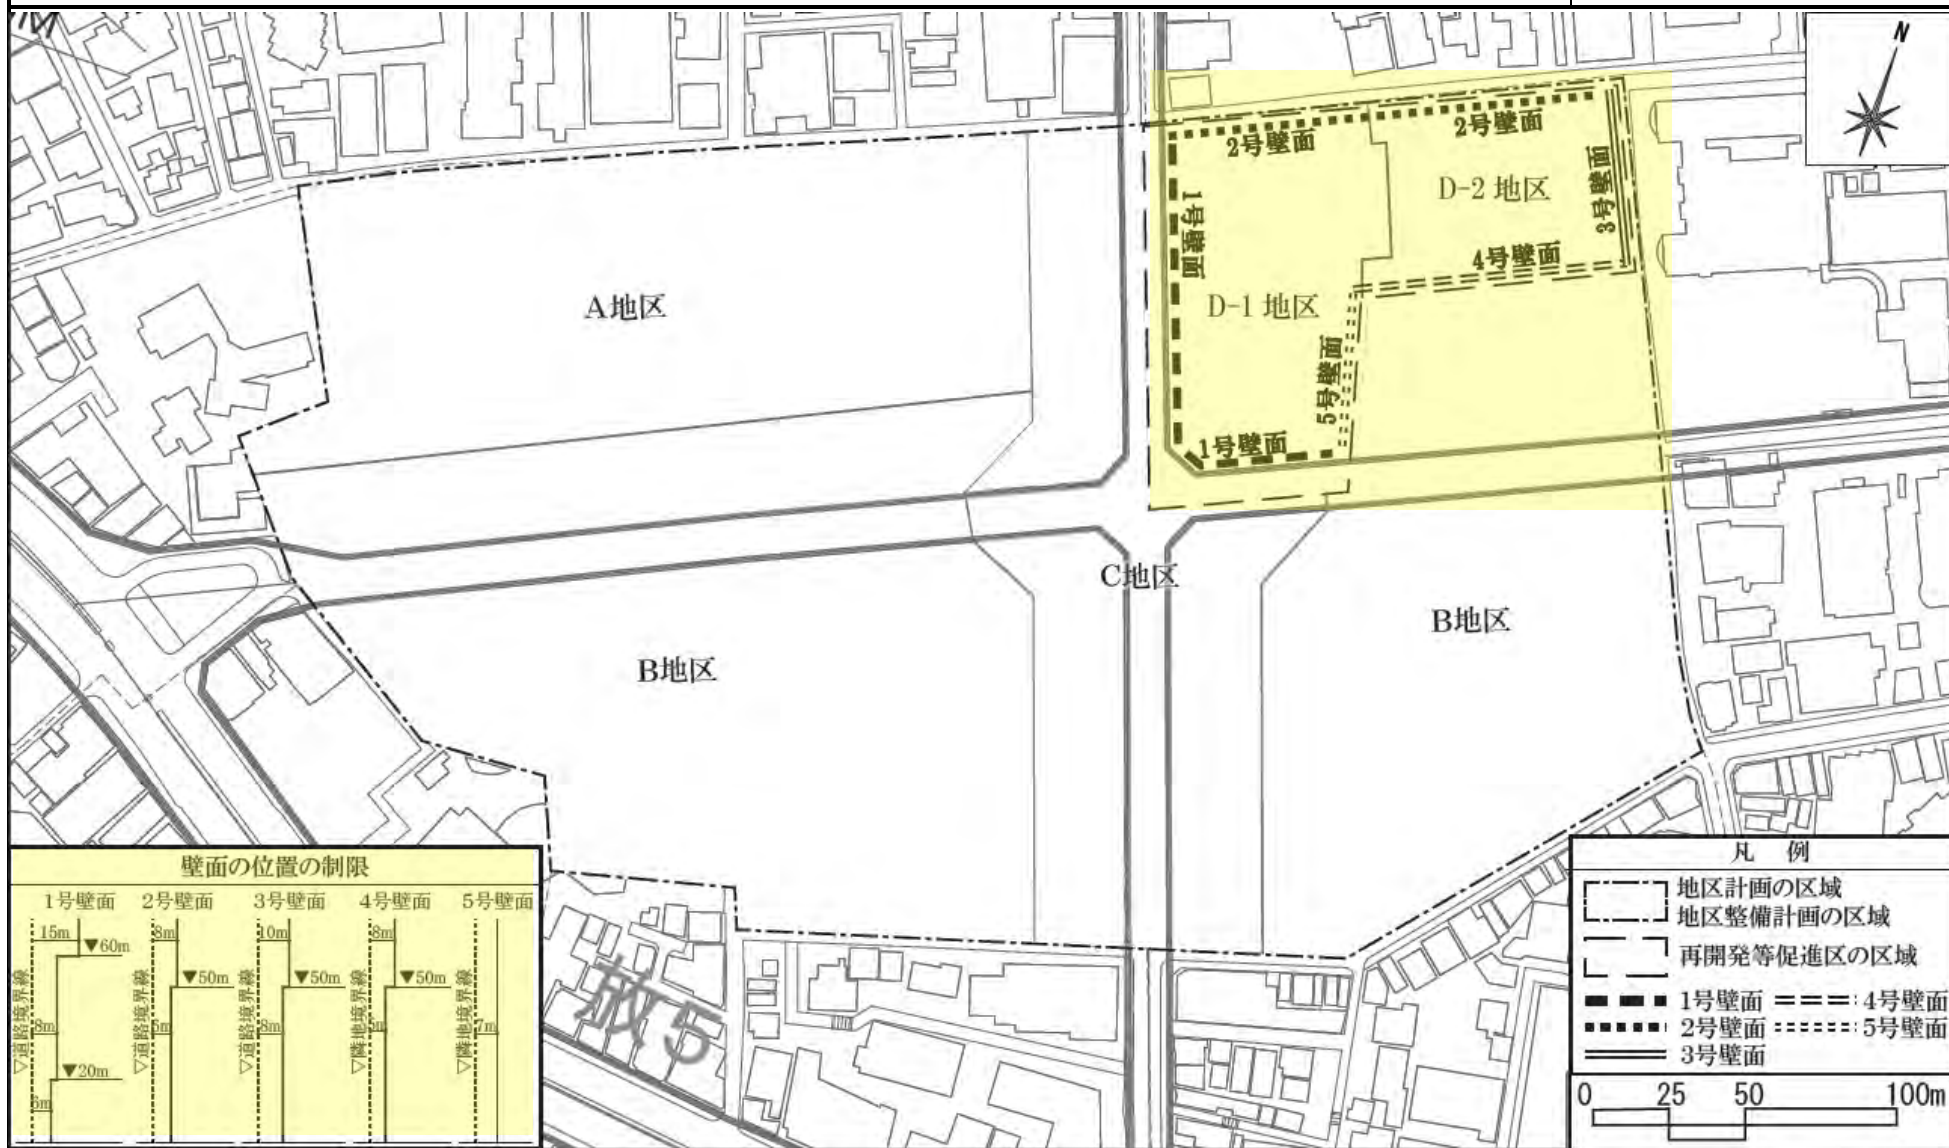 N
2号壁面
2号壁面
1号壁面
D-2 地区
3号壁面
4号壁面
A地区
D-1 地区
5号壁面
1号壁面
C地区
B地区
B地区
放5
壁面の位置の制限
1号壁面 2号壁面 3号壁面 4号壁面 5号壁面
15m ▼60m 8m 10m 8m
▼50m ▼50m ▼50m
▽道路境界線 ▽道路境界線 ▽道路境界線 ▽隣地境界線 ▽隣地境界線
8m 8m 7m
▼20m
凡 例
地区計画の区域
地区整備計画の区域
再開発等促進区の区域
1号壁面 4号壁面
2号壁面 5号壁面
3号壁面
0 25 50 100m